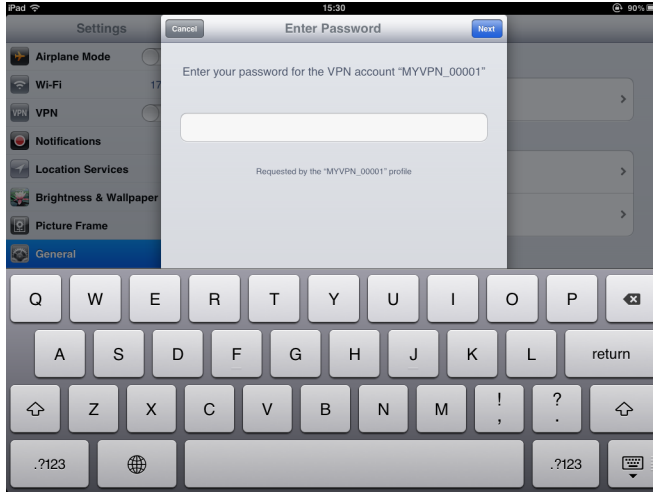 iPad 15:30 90%
Settings
Cancel Enter Password Next
Airplane Mode
Enter your password for the VPN account “MYVPN_00001”
Wi-Fi 17
VPN VPN
Notifications
Location Services
Requested by the “MYVPN_00001” profile
Brightness & Wallpaper
Picture Frame
General
Q W E R T Y U I O P
A S D F G H J K L return
Z X C V B N M ! , ? .
.?123 .?123